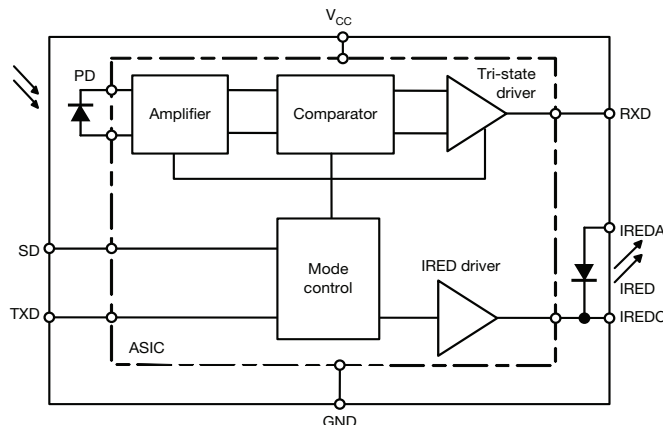 VCC
PD
Tri-state
driver
Amplifier
Comparator
RXD
SD
IREDA
Mode
control
IRED driver
IRED
TXD
IREDC
ASIC
GND